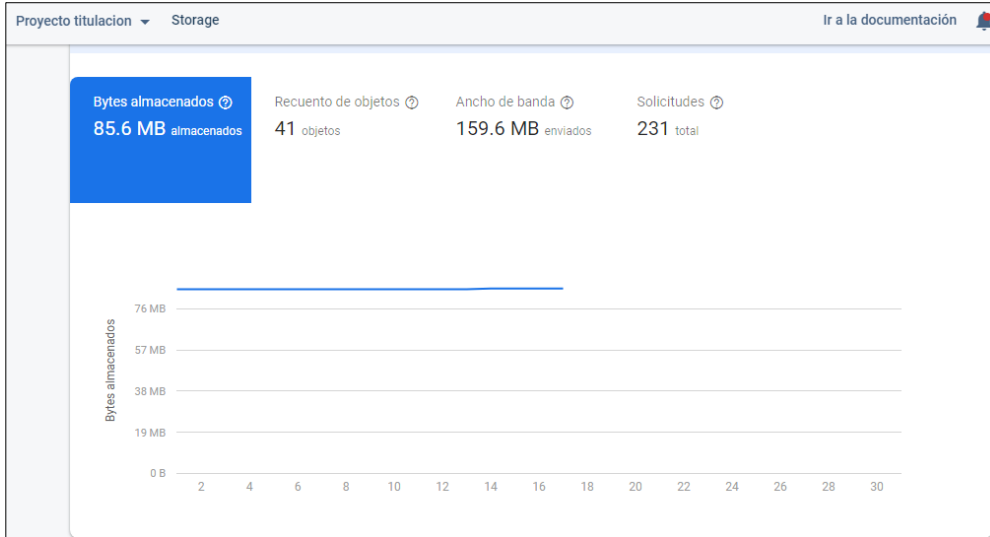 Proyecto titulacion Storage Ir a la documentación
Bytes almacenados Recuento de objetos Ancho de banda Solicitudes
85.6 MB almacenados 41 objetos 159.6 MB enviados 231 total
Bytes almacenados
76 MB
57 MB
38 MB
19 MB
0 B
2 4 6 8 10 12 14 16 18 20 22 24 26 28 30